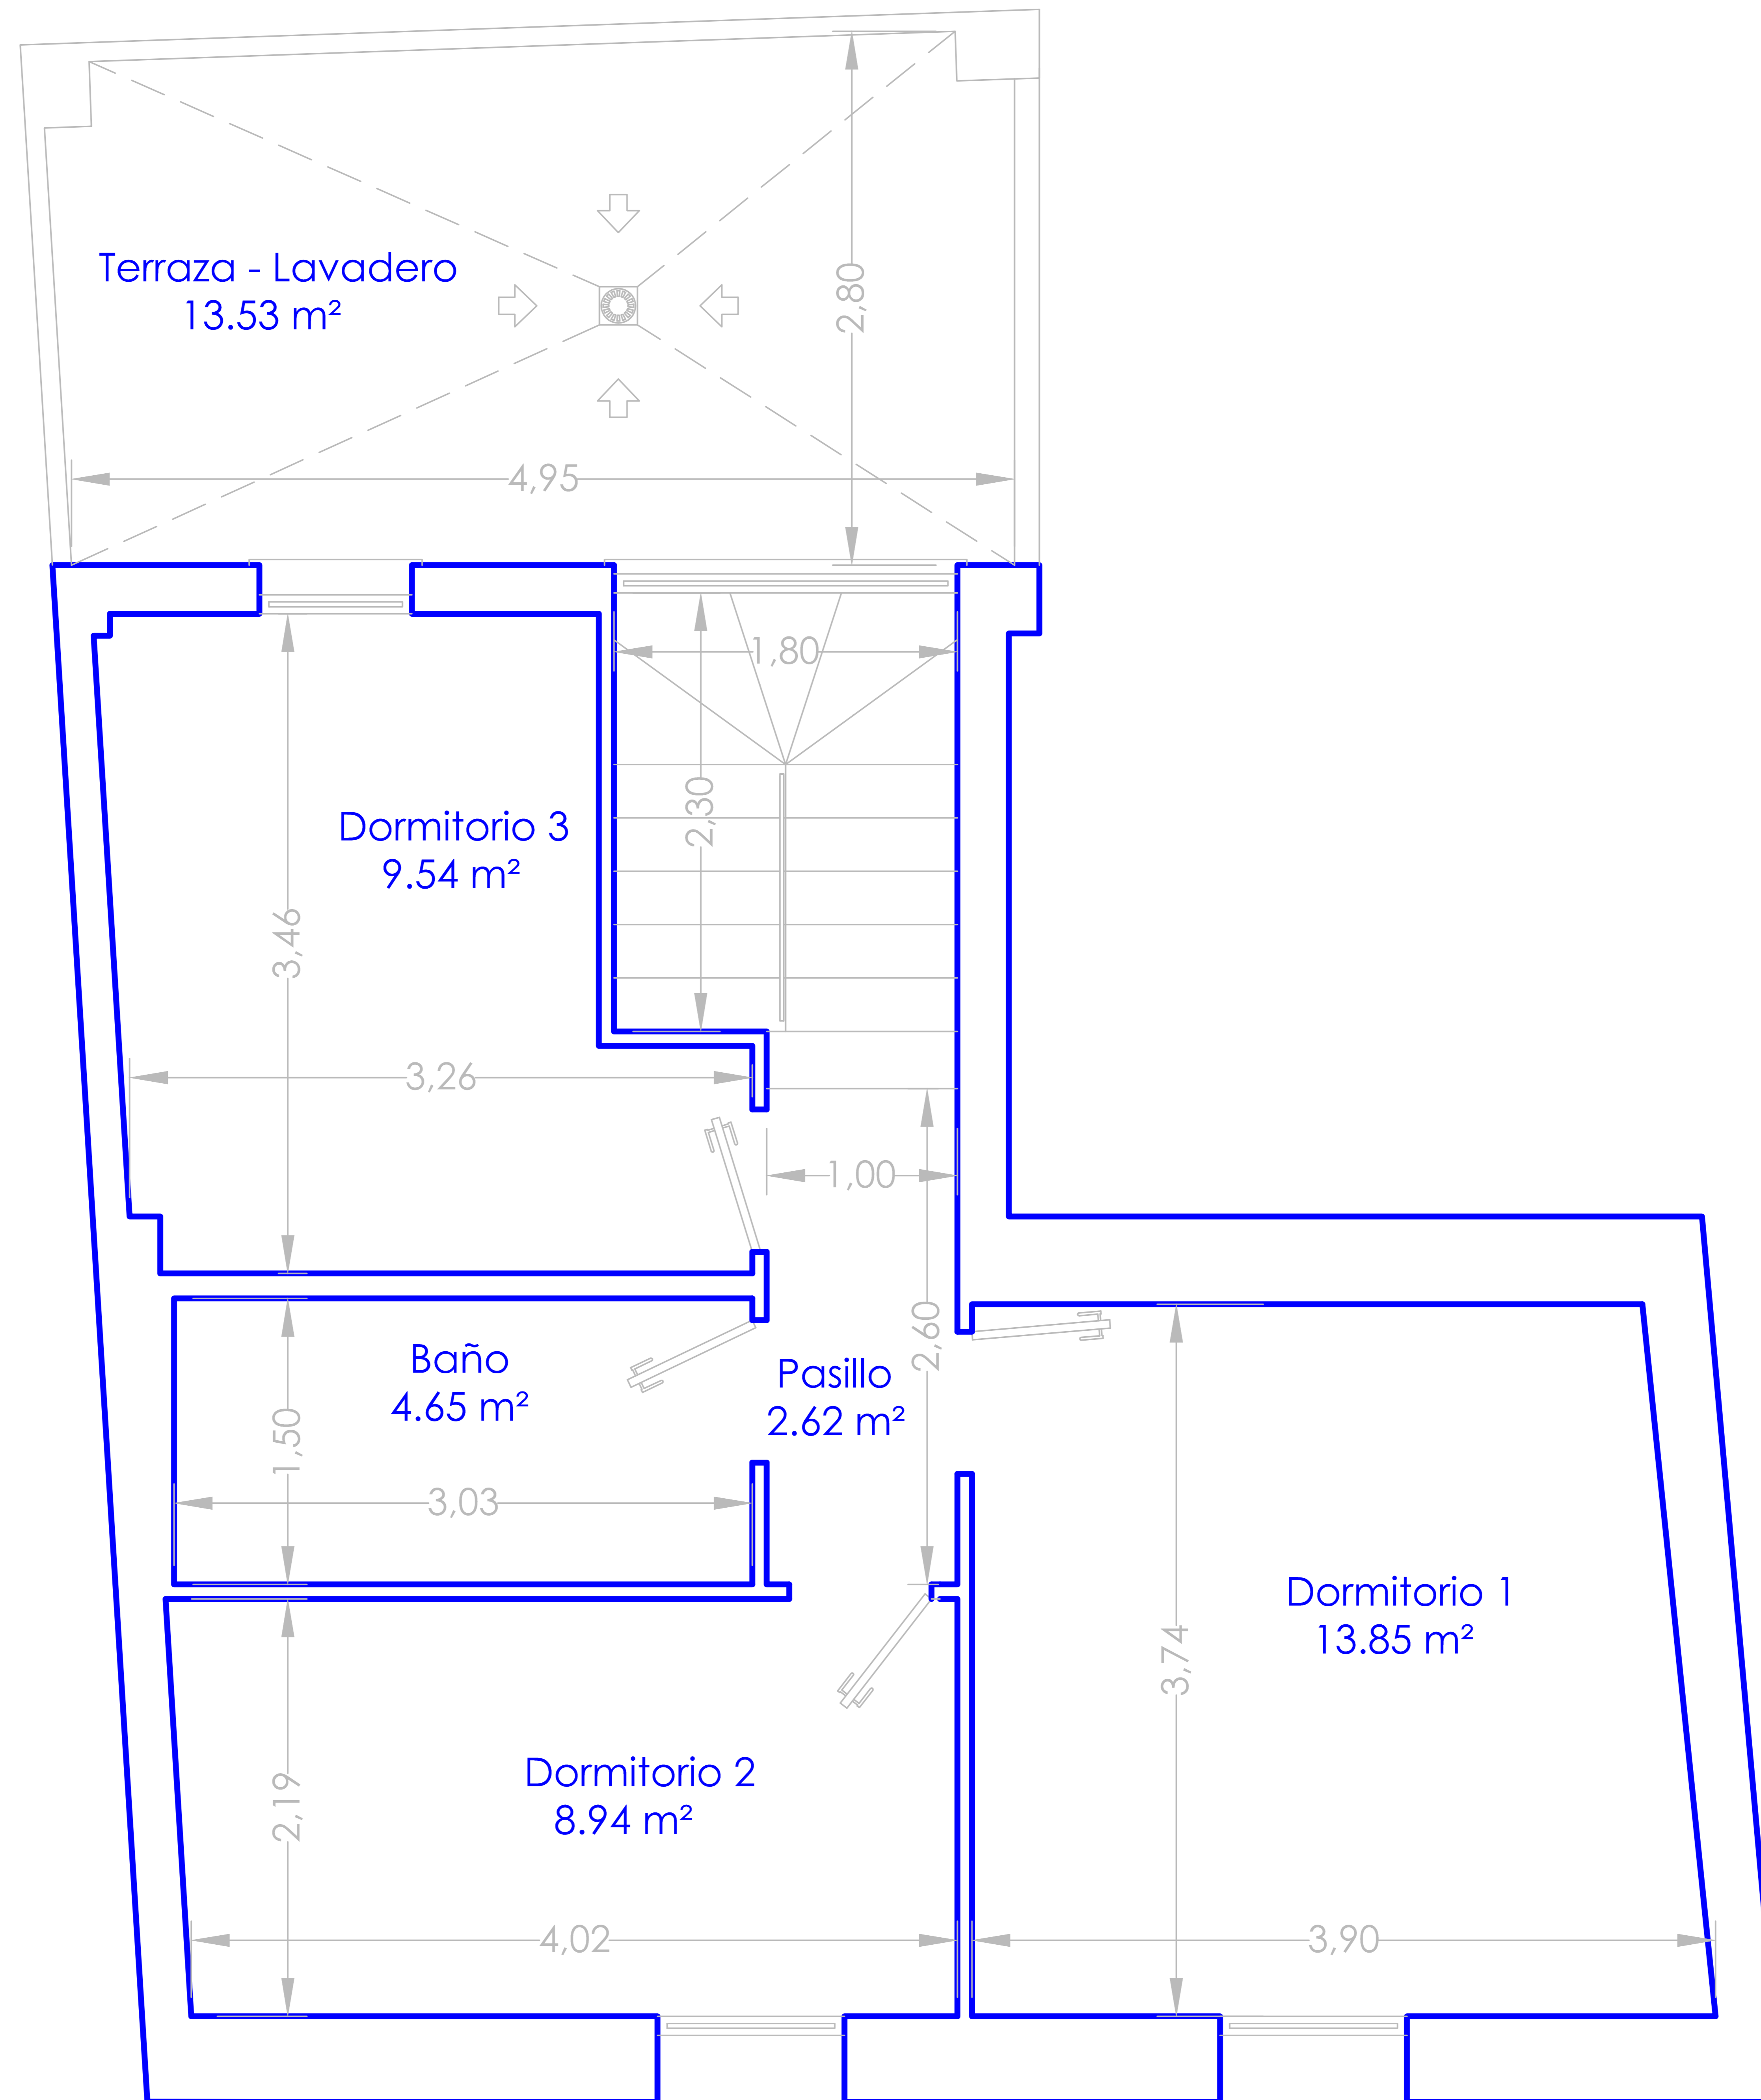 Terraza - Lavadero
13.53 m²
2,80
4,95
1,80
2,30
Dormitorio 3
9.54 m²
3,46
3,26
1,00
2,60
Baño
4.65 m²
Pasillo
2.62 m²
1,50
3,03
Dormitorio 1
13.85 m²
3,74
Dormitorio 2
8.94 m²
2,19
4,02
3,90